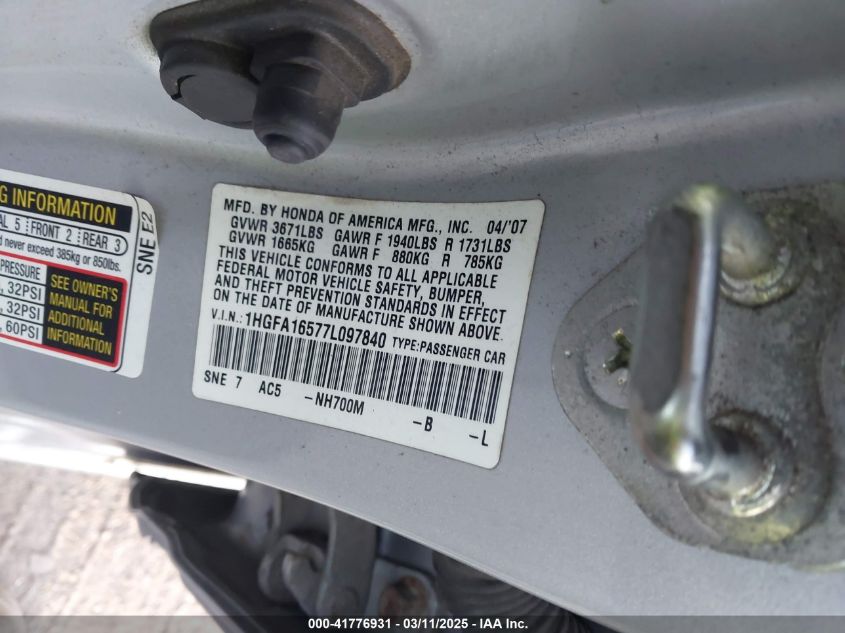 G INFORMATION
AL 5 FRONT 2 REAR 3
d never exceed 385kg or 850lbs.
PRESSURE
, 32PSI
, 32PSI
, 60PSI
SEE OWNER'S
MANUAL FOR
ADDITIONAL
INFORMATION
SNE E2
MFD. BY HONDA OF AMERICA MFG., INC. 04/'07
GVWR 3671LBS GAWR F 1940LBS R 1731LBS
GVWR 1665KG GAWR F 880KG R 785KG
THIS VEHICLE CONFORMS TO ALL APPLICABLE
FEDERAL MOTOR VEHICLE SAFETY, BUMPER,
AND THEFT PREVENTION STANDARDS IN EFFECT
ON THE DATE OF MANUFACTURE SHOWN ABOVE.
V.I.N.: 1HGFA16577L097840 TYPE:PASSENGER CAR
SNE 7 AC5 -NH700M -B -L
000-41776931 - 03/11/2025 - IAA Inc.